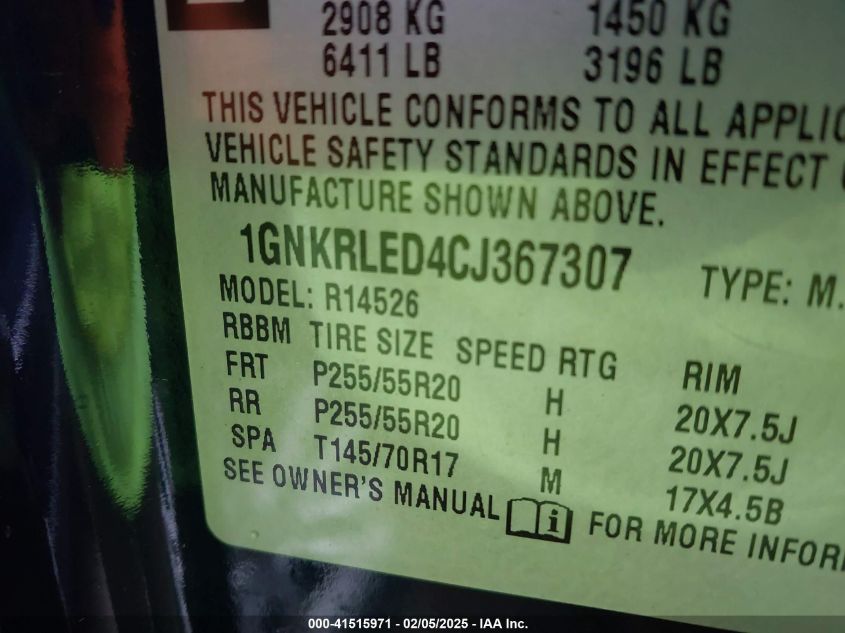 2908 KG 1450 KG
6411 LB 3196 LB
THIS VEHICLE CONFORMS TO ALL APPLIC
VEHICLE SAFETY STANDARDS IN EFFECT
MANUFACTURE SHOWN ABOVE.
1GNKRLED4CJ367307 TYPE: M.
MODEL: R14526
RBBM TIRE SIZE SPEED RTG RIM
FRT P255/55R20 H 20X7.5J
RR P255/55R20 H 20X7.5J
SPA T145/70R17 M 17X4.5B
SEE OWNER'S MANUAL i FOR MORE INFOR
000-41515971 - 02/05/2025 - IAA Inc.